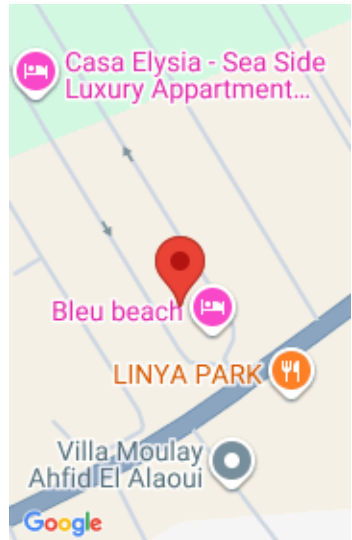 Casa Elysia - Sea Side
Luxury Appartment...
Bleu beach
LINYA PARK
Villa Moulay
Ahfid El Alaoui
Google